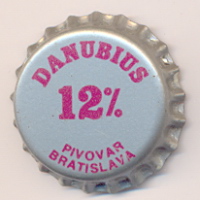 DANUBIUS
12%
PIVOVAR
BRATISLAVA